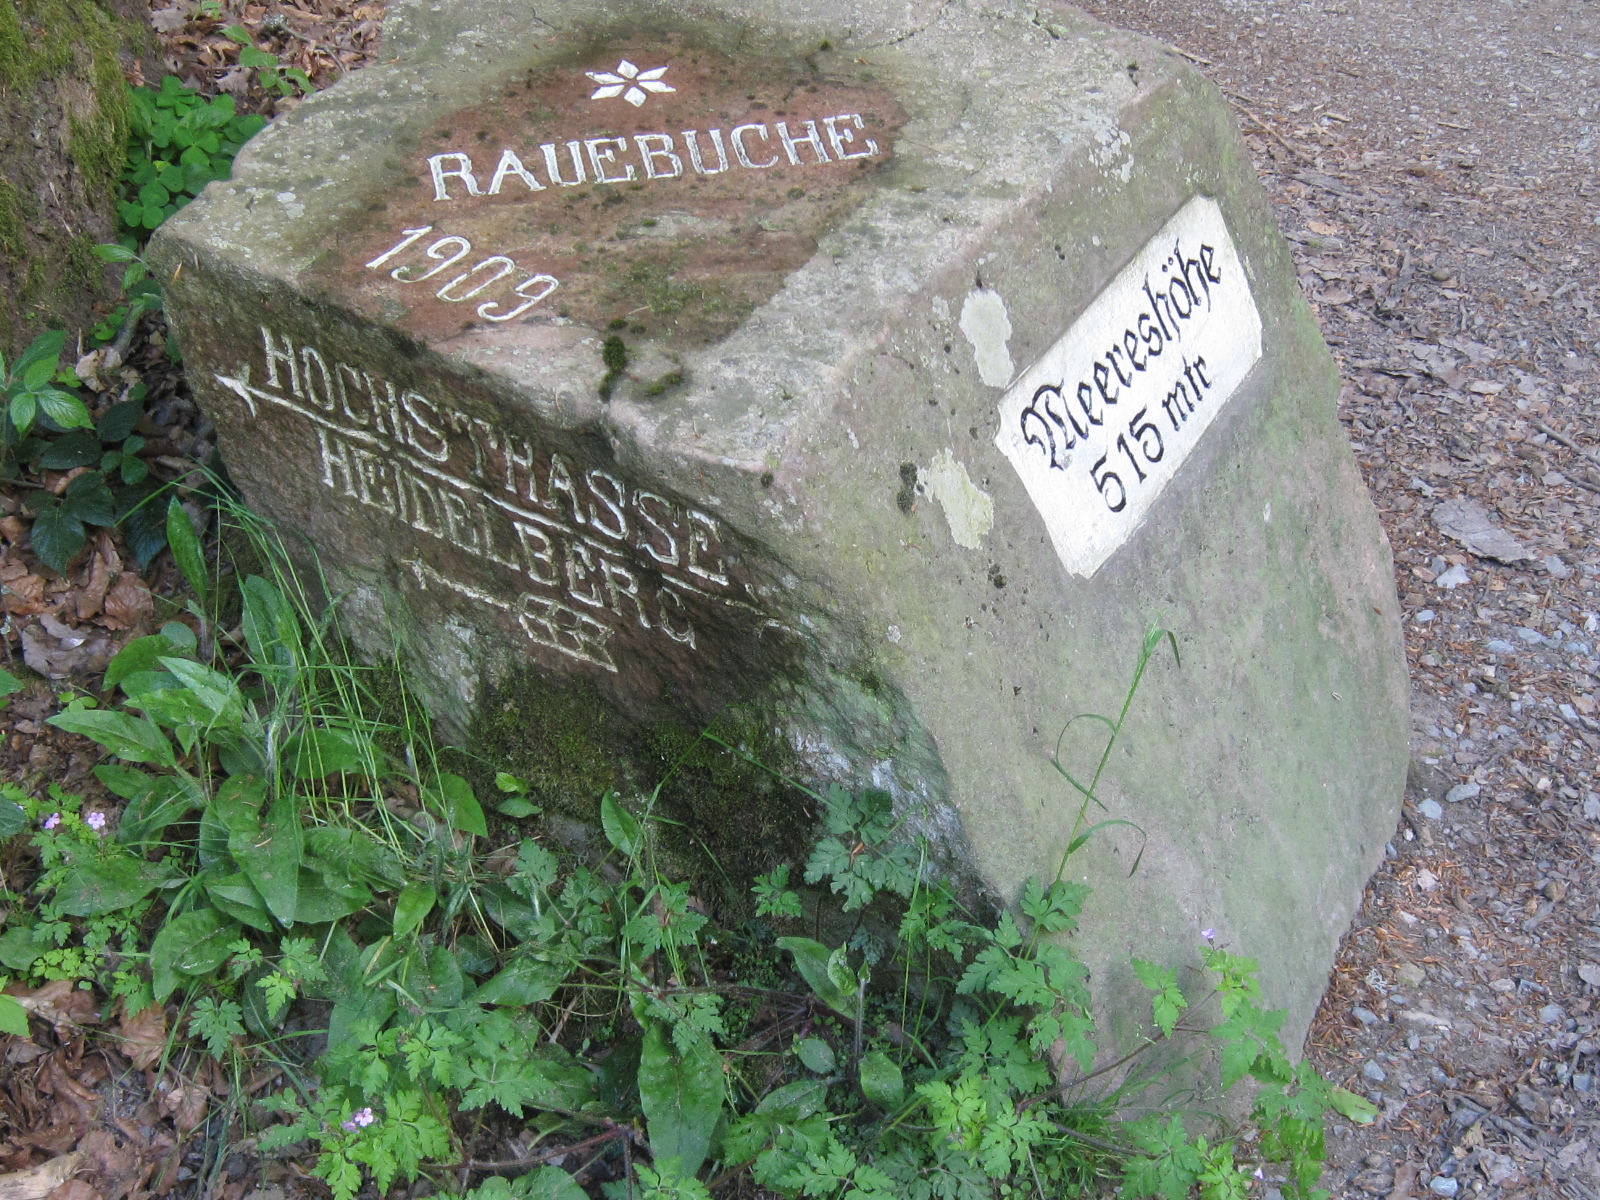 RAUEBUCHE
1909
HOCHSTRASSE
HEIDELBERG
Meereshöhe
515 mtr